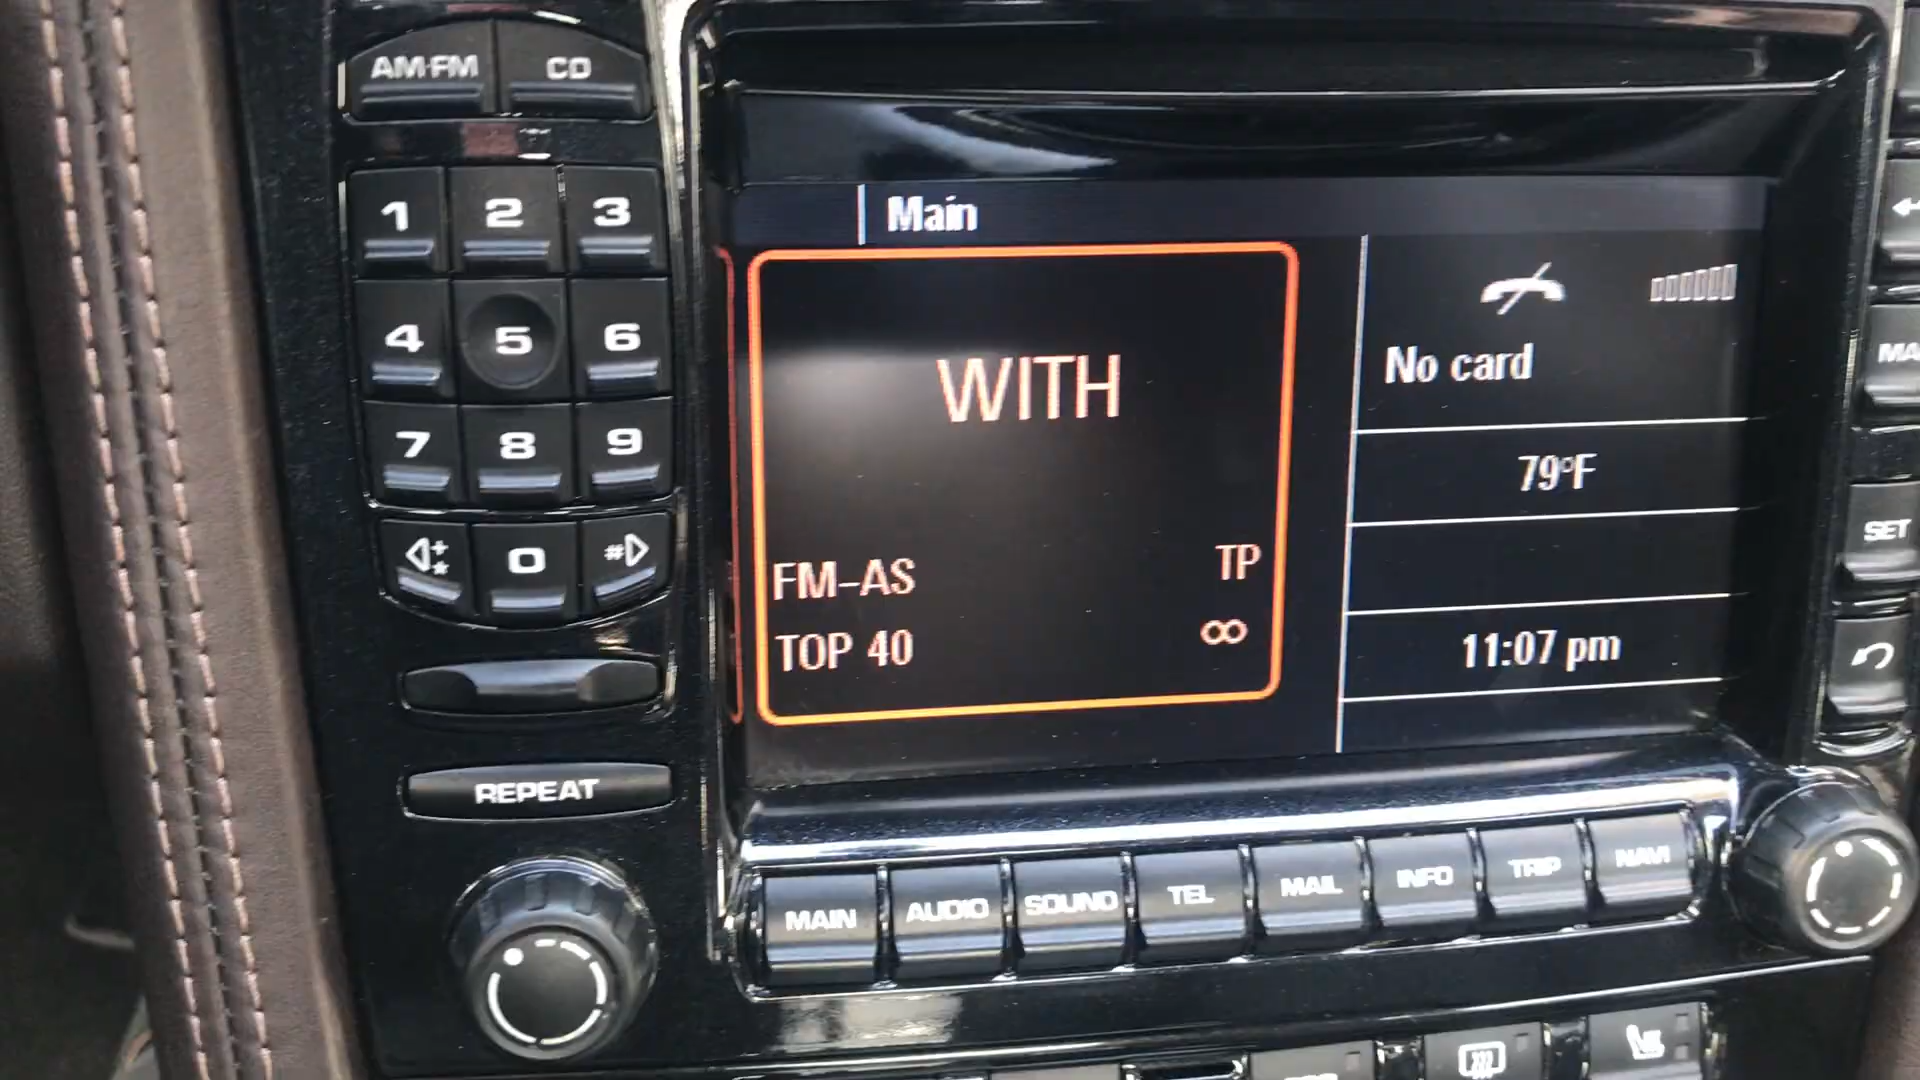 AM·FM CD
1 2 3
4 5 6
7 8 9
0 #
REPEAT
Main
WITH
FM-AS TP
TOP 40 ∞
No card
79°F
11:07 pm
SET
MAIN AUDIO SOUND TEL MAIL INFO TRIP NAVI